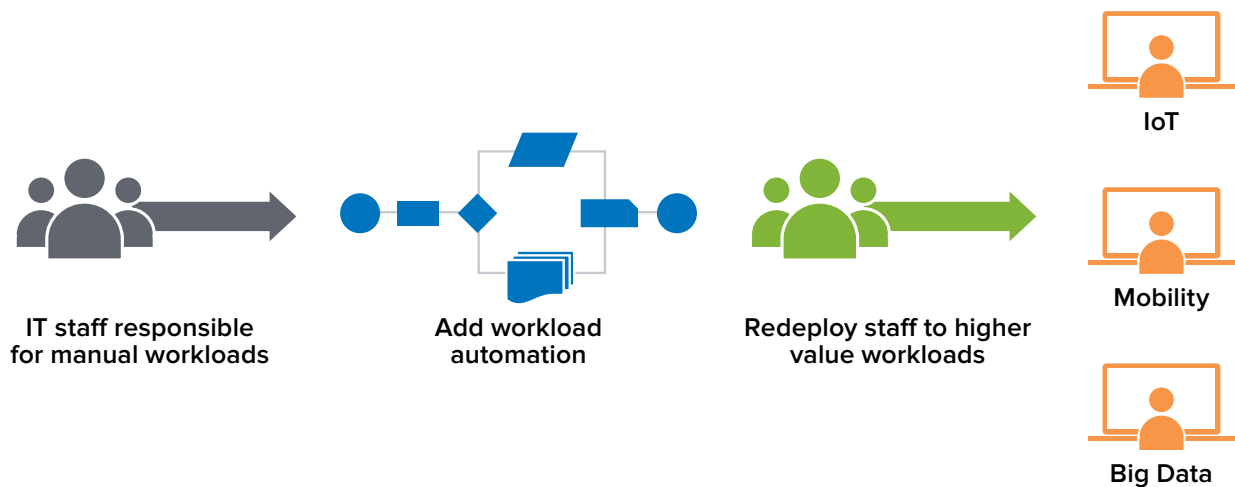 IT staff responsible
for manual workloads
Add workload
automation
Redeploy staff to higher
value workloads
IoT
Mobility
Big Data